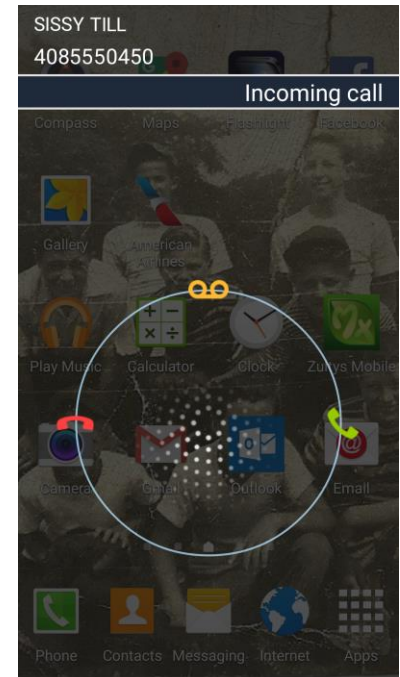 SISSY TILL
4085550450
Incoming call
Compass Maps Flashlight Facebook
Gallery American Airlines
Play Music Calculator Clock Zurys Mobile
Camera Gmail Outlook Email
Phone Contacts Messaging Internet Apps